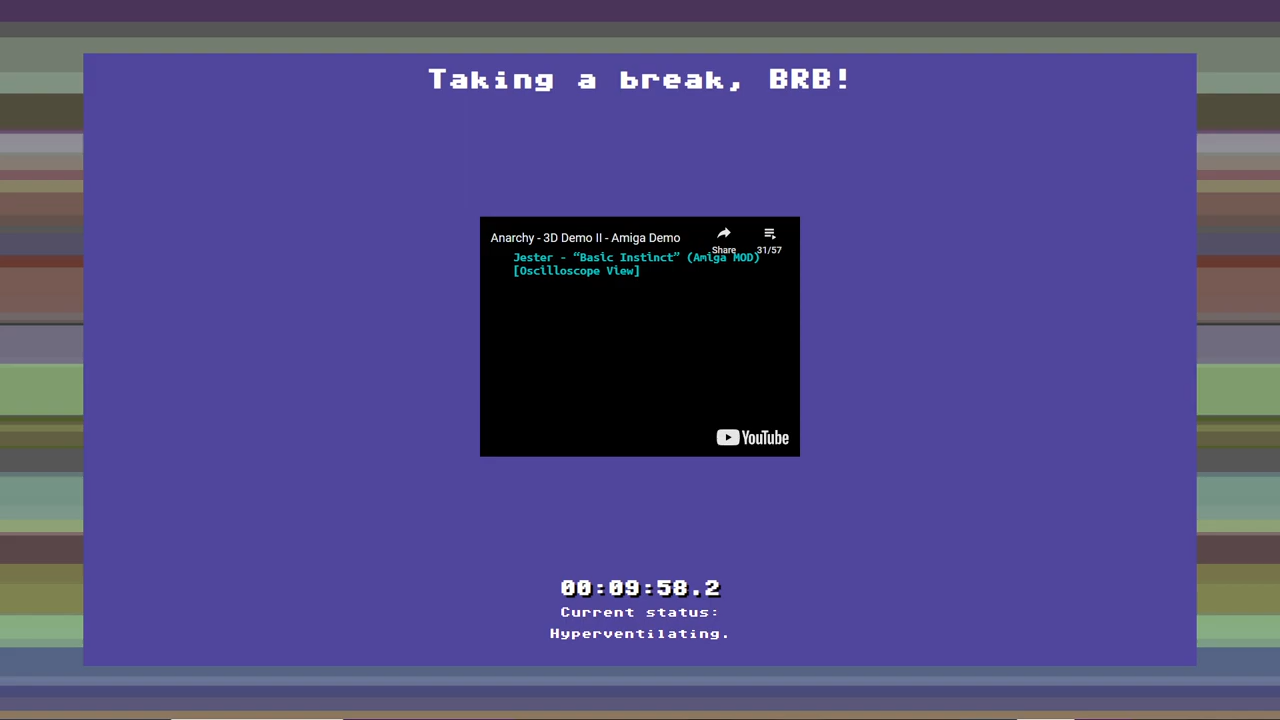 Taking a break, BRB!
Anarchy - 3D Demo II - Amiga Demo
Share
31/57
Jester - “Basic Instinct” (Amiga MOD)
[Oscilloscope View]
YouTube
00:09:58.2
Current status:
Hyperventilating.